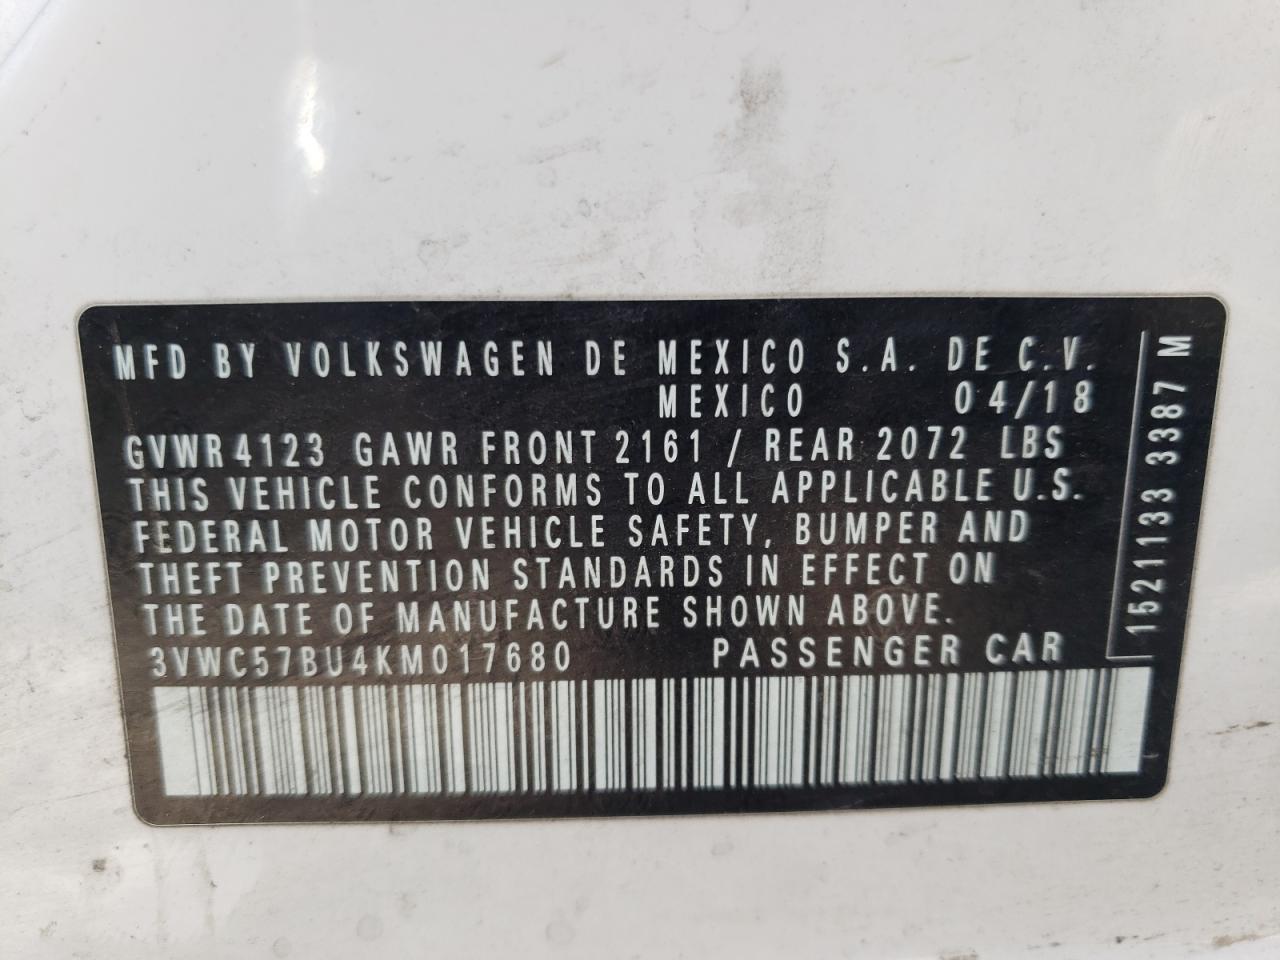 MFD BY VOLKSWAGEN DE MEXICO S.A. DE C.V.
MEXICO 04/18
GVWR 4123 GAWR FRONT 2161 / REAR 2072 LBS
THIS VEHICLE CONFORMS TO ALL APPLICABLE U.S.
FEDERAL MOTOR VEHICLE SAFETY, BUMPER AND
THEFT PREVENTION STANDARDS IN EFFECT ON
THE DATE OF MANUFACTURE SHOWN ABOVE.
3VWC57BU4KM017680 PASSENGER CAR
1521133 3387 M